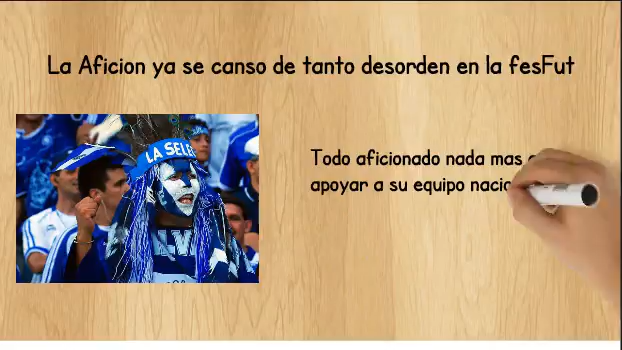 La Aficion ya se canso de tanto desorden en la fesFut
LA SELE
Todo aficionado nada mas
apoyar a su equipo